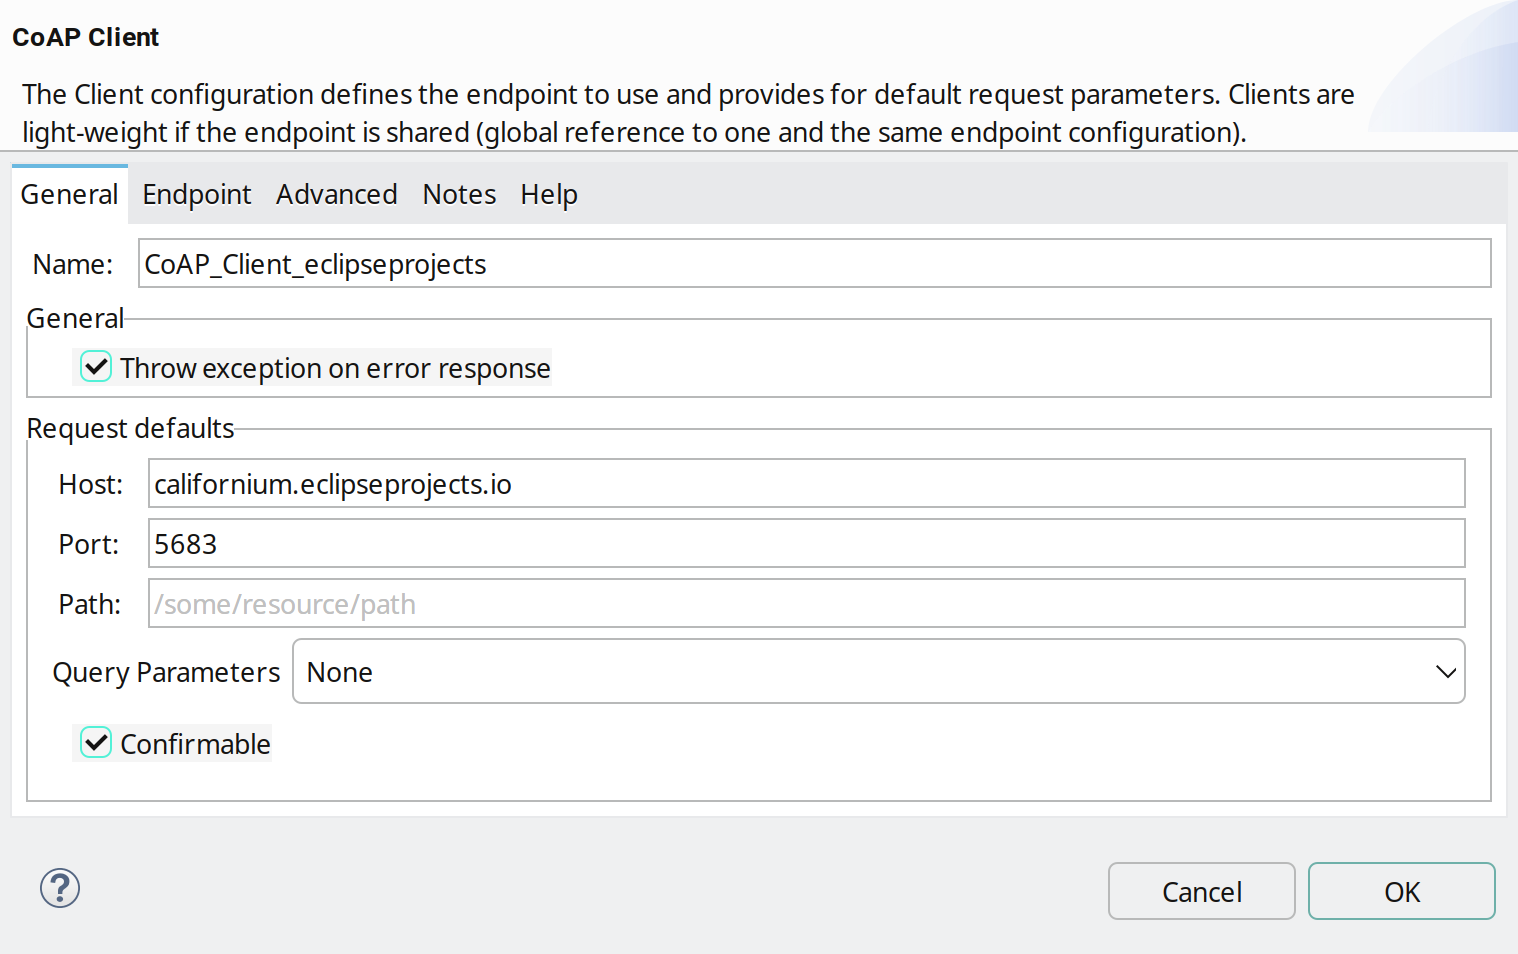 CoAP Client
The Client configuration defines the endpoint to use and provides for default request parameters. Clients are
light-weight if the endpoint is shared (global reference to one and the same endpoint configuration).
General Endpoint Advanced Notes Help
Name: CoAP_Client_eclipseprojects
General
Throw exception on error response
Request defaults
Host: californium.eclipseprojects.io
Port: 5683
Path: /some/resource/path
Query Parameters None
Confirmable
? Cancel OK